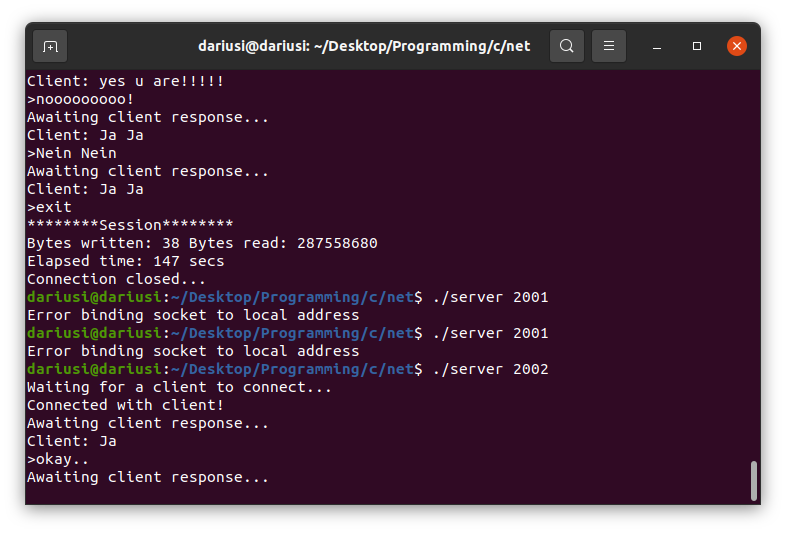 dariusi@dariusi: ~/Desktop/Programming/c/net
Client: yes u are!!!!!
>nooooooooo!
Awaiting client response...
Client: Ja Ja
>Nein Nein
Awaiting client response...
Client: Ja Ja
>exit
********Session********
Bytes written: 38 Bytes read: 287558680
Elapsed time: 147 secs
Connection closed...
dariusi@dariusi:~/Desktop/Programming/c/net$ ./server 2001
Error binding socket to local address
dariusi@dariusi:~/Desktop/Programming/c/net$ ./server 2001
Error binding socket to local address
dariusi@dariusi:~/Desktop/Programming/c/net$ ./server 2002
Waiting for a client to connect...
Connected with client!
Awaiting client response...
Client: Ja
>okay..
Awaiting client response...